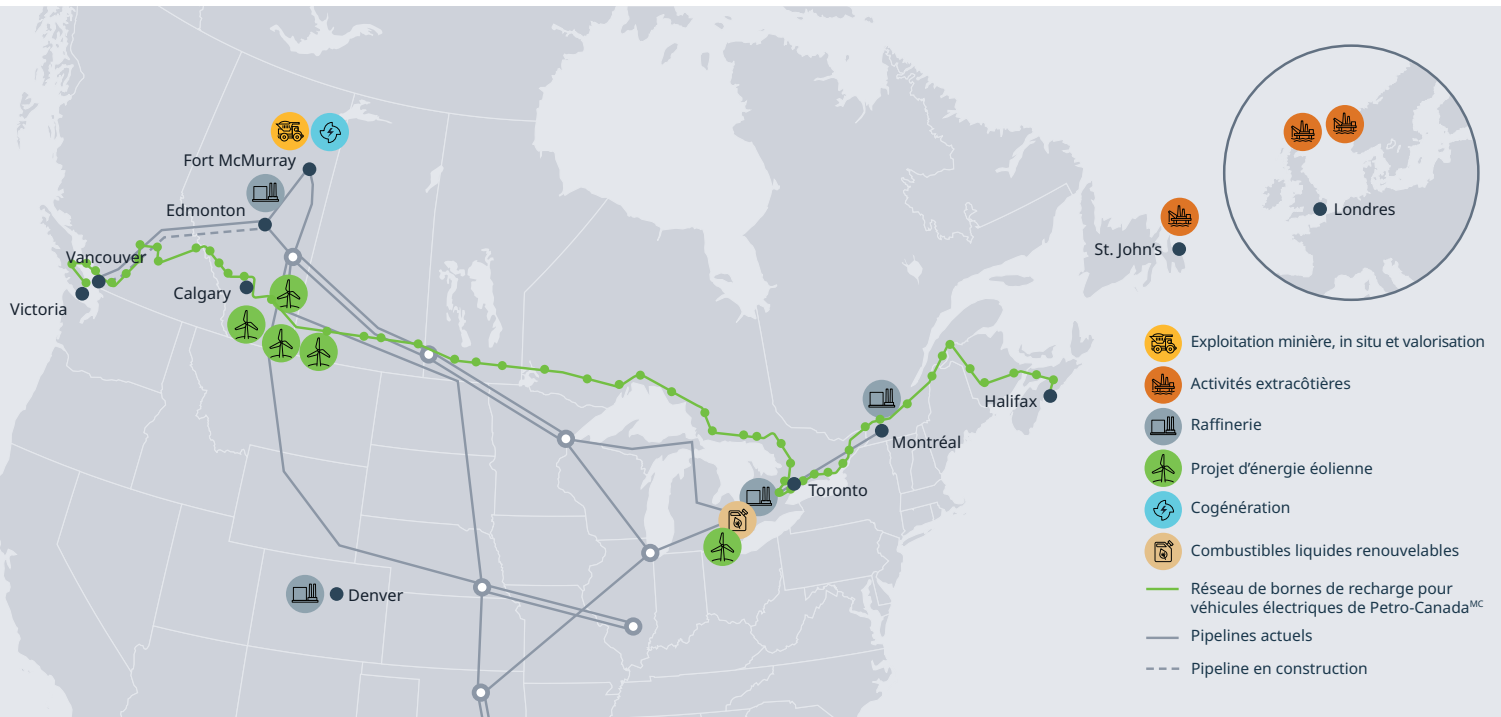 Fort McMurray
Edmonton
Vancouver
Calgary
Victoria
Denver
Toronto
Montréal
Halifax
St. John’s
Londres
Exploitation minière, in situ et valorisation
Activités extracôtières
Raffinerie
Projet d’énergie éolienne
Cogénération
Combustibles liquides renouvelables
Réseau de bornes de recharge pour
véhicules électriques de Petro-Canadaᴹᶜ
Pipelines actuels
Pipeline en construction